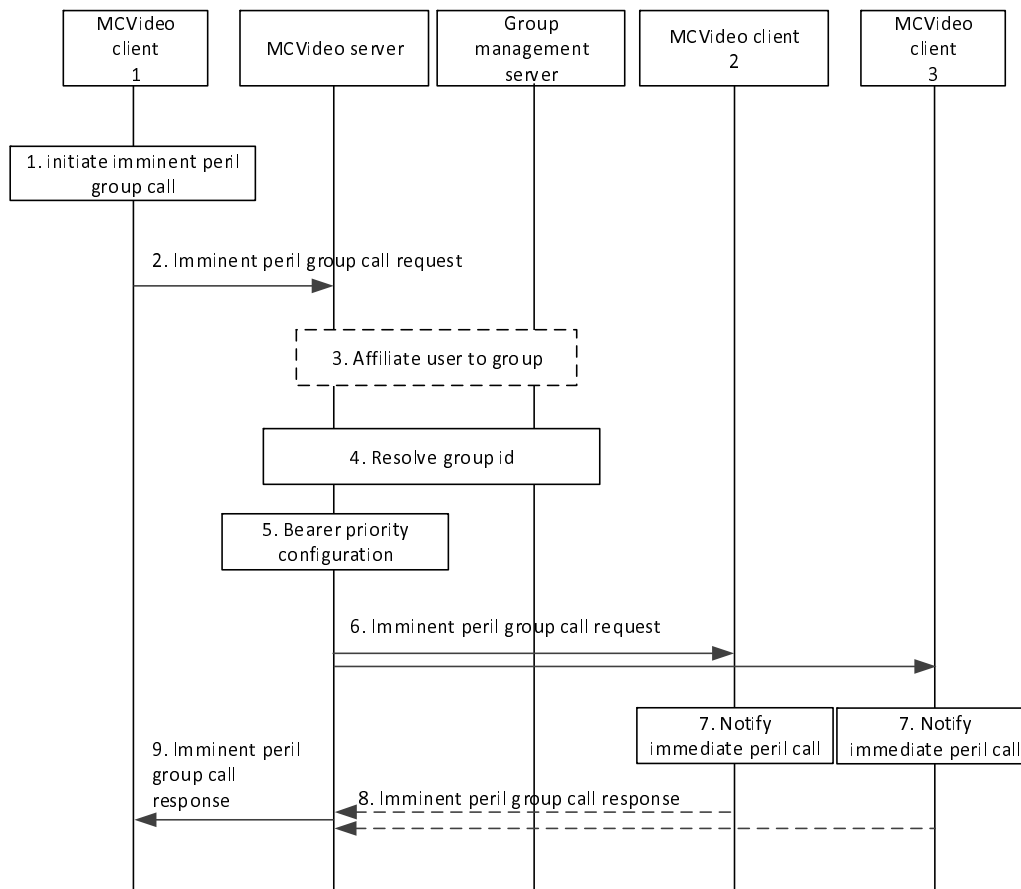 MCVideo
client
1
MCVideo server
Group
management
server
MCVideo client
2
MCVideo
client
3
1. initiate imminent peril
group call
2. Imminent peril group call request
3. Affiliate user to group
4. Resolve group id
5. Bearer priority
configuration
6. Imminent peril group call request
7. Notify
immediate peril call
7. Notify
immediate peril call
9. Imminent peril
group call
response
8. Imminent peril group call response